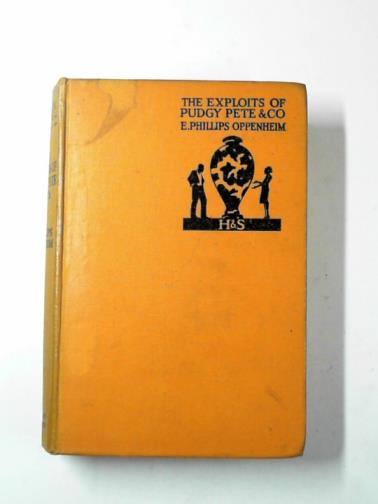 THE EXPLOITS OF
PUDGY PETE & CO
E. PHILLIPS OPPENHEIM
H&S